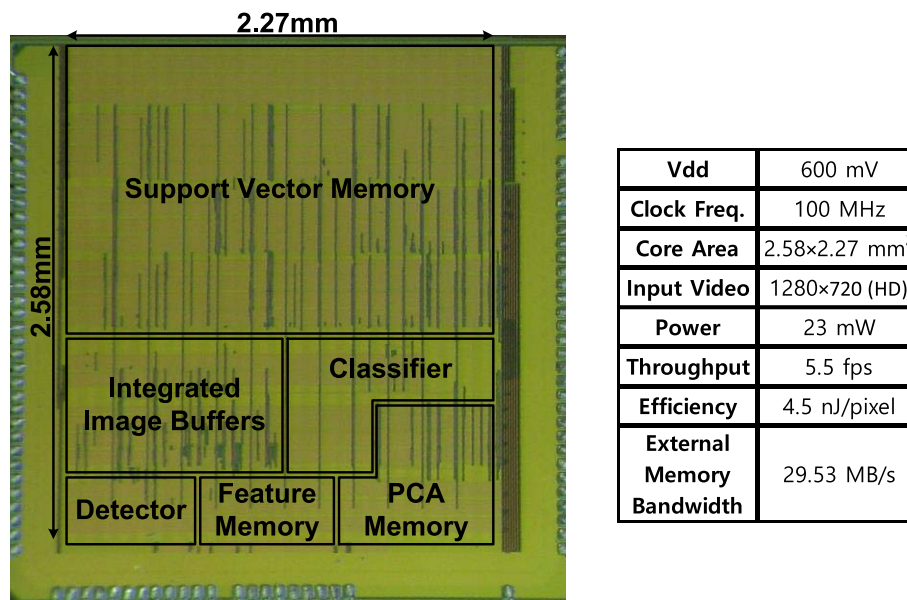 2.27mm
2.58mm
Support Vector Memory
Integrated
Image Buffers
Classifier
Detector
Feature
Memory
PCA
Memory
Vdd 600 mV
Clock Freq. 100 MHz
Core Area 2.58×2.27 mm
Input Video 1280×720 (HD)
Power 23 mW
Throughput 5.5 fps
Efficiency 4.5 nJ/pixel
External
Memory
Bandwidth
29.53 MB/s